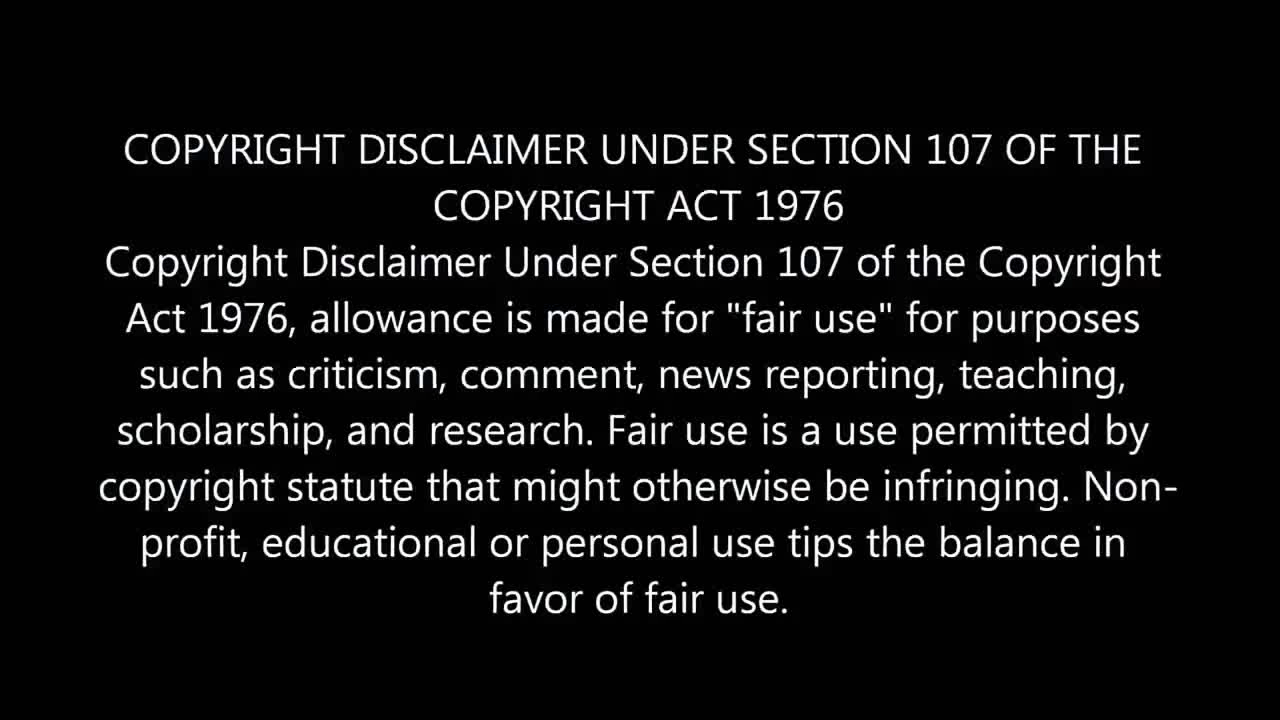 COPYRIGHT DISCLAIMER UNDER SECTION 107 OF THE
COPYRIGHT ACT 1976
Copyright Disclaimer Under Section 107 of the Copyright
Act 1976, allowance is made for "fair use" for purposes
such as criticism, comment, news reporting, teaching,
scholarship, and research. Fair use is a use permitted by
copyright statute that might otherwise be infringing. Non-
profit, educational or personal use tips the balance in
favor of fair use.